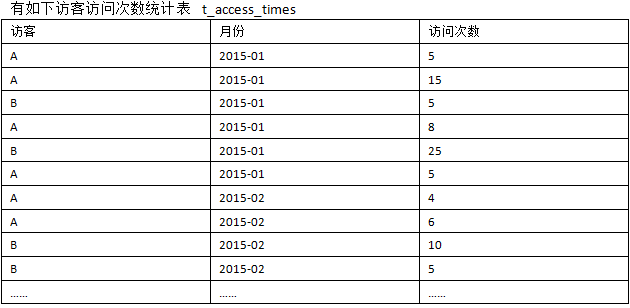 有如下访客访问次数统计表 t_access_times
访客 月份 访问次数
A 2015-01 5
A 2015-01 15
B 2015-01 5
A 2015-01 8
B 2015-01 25
A 2015-01 5
A 2015-02 4
A 2015-02 6
B 2015-02 10
B 2015-02 5
…… …… ……